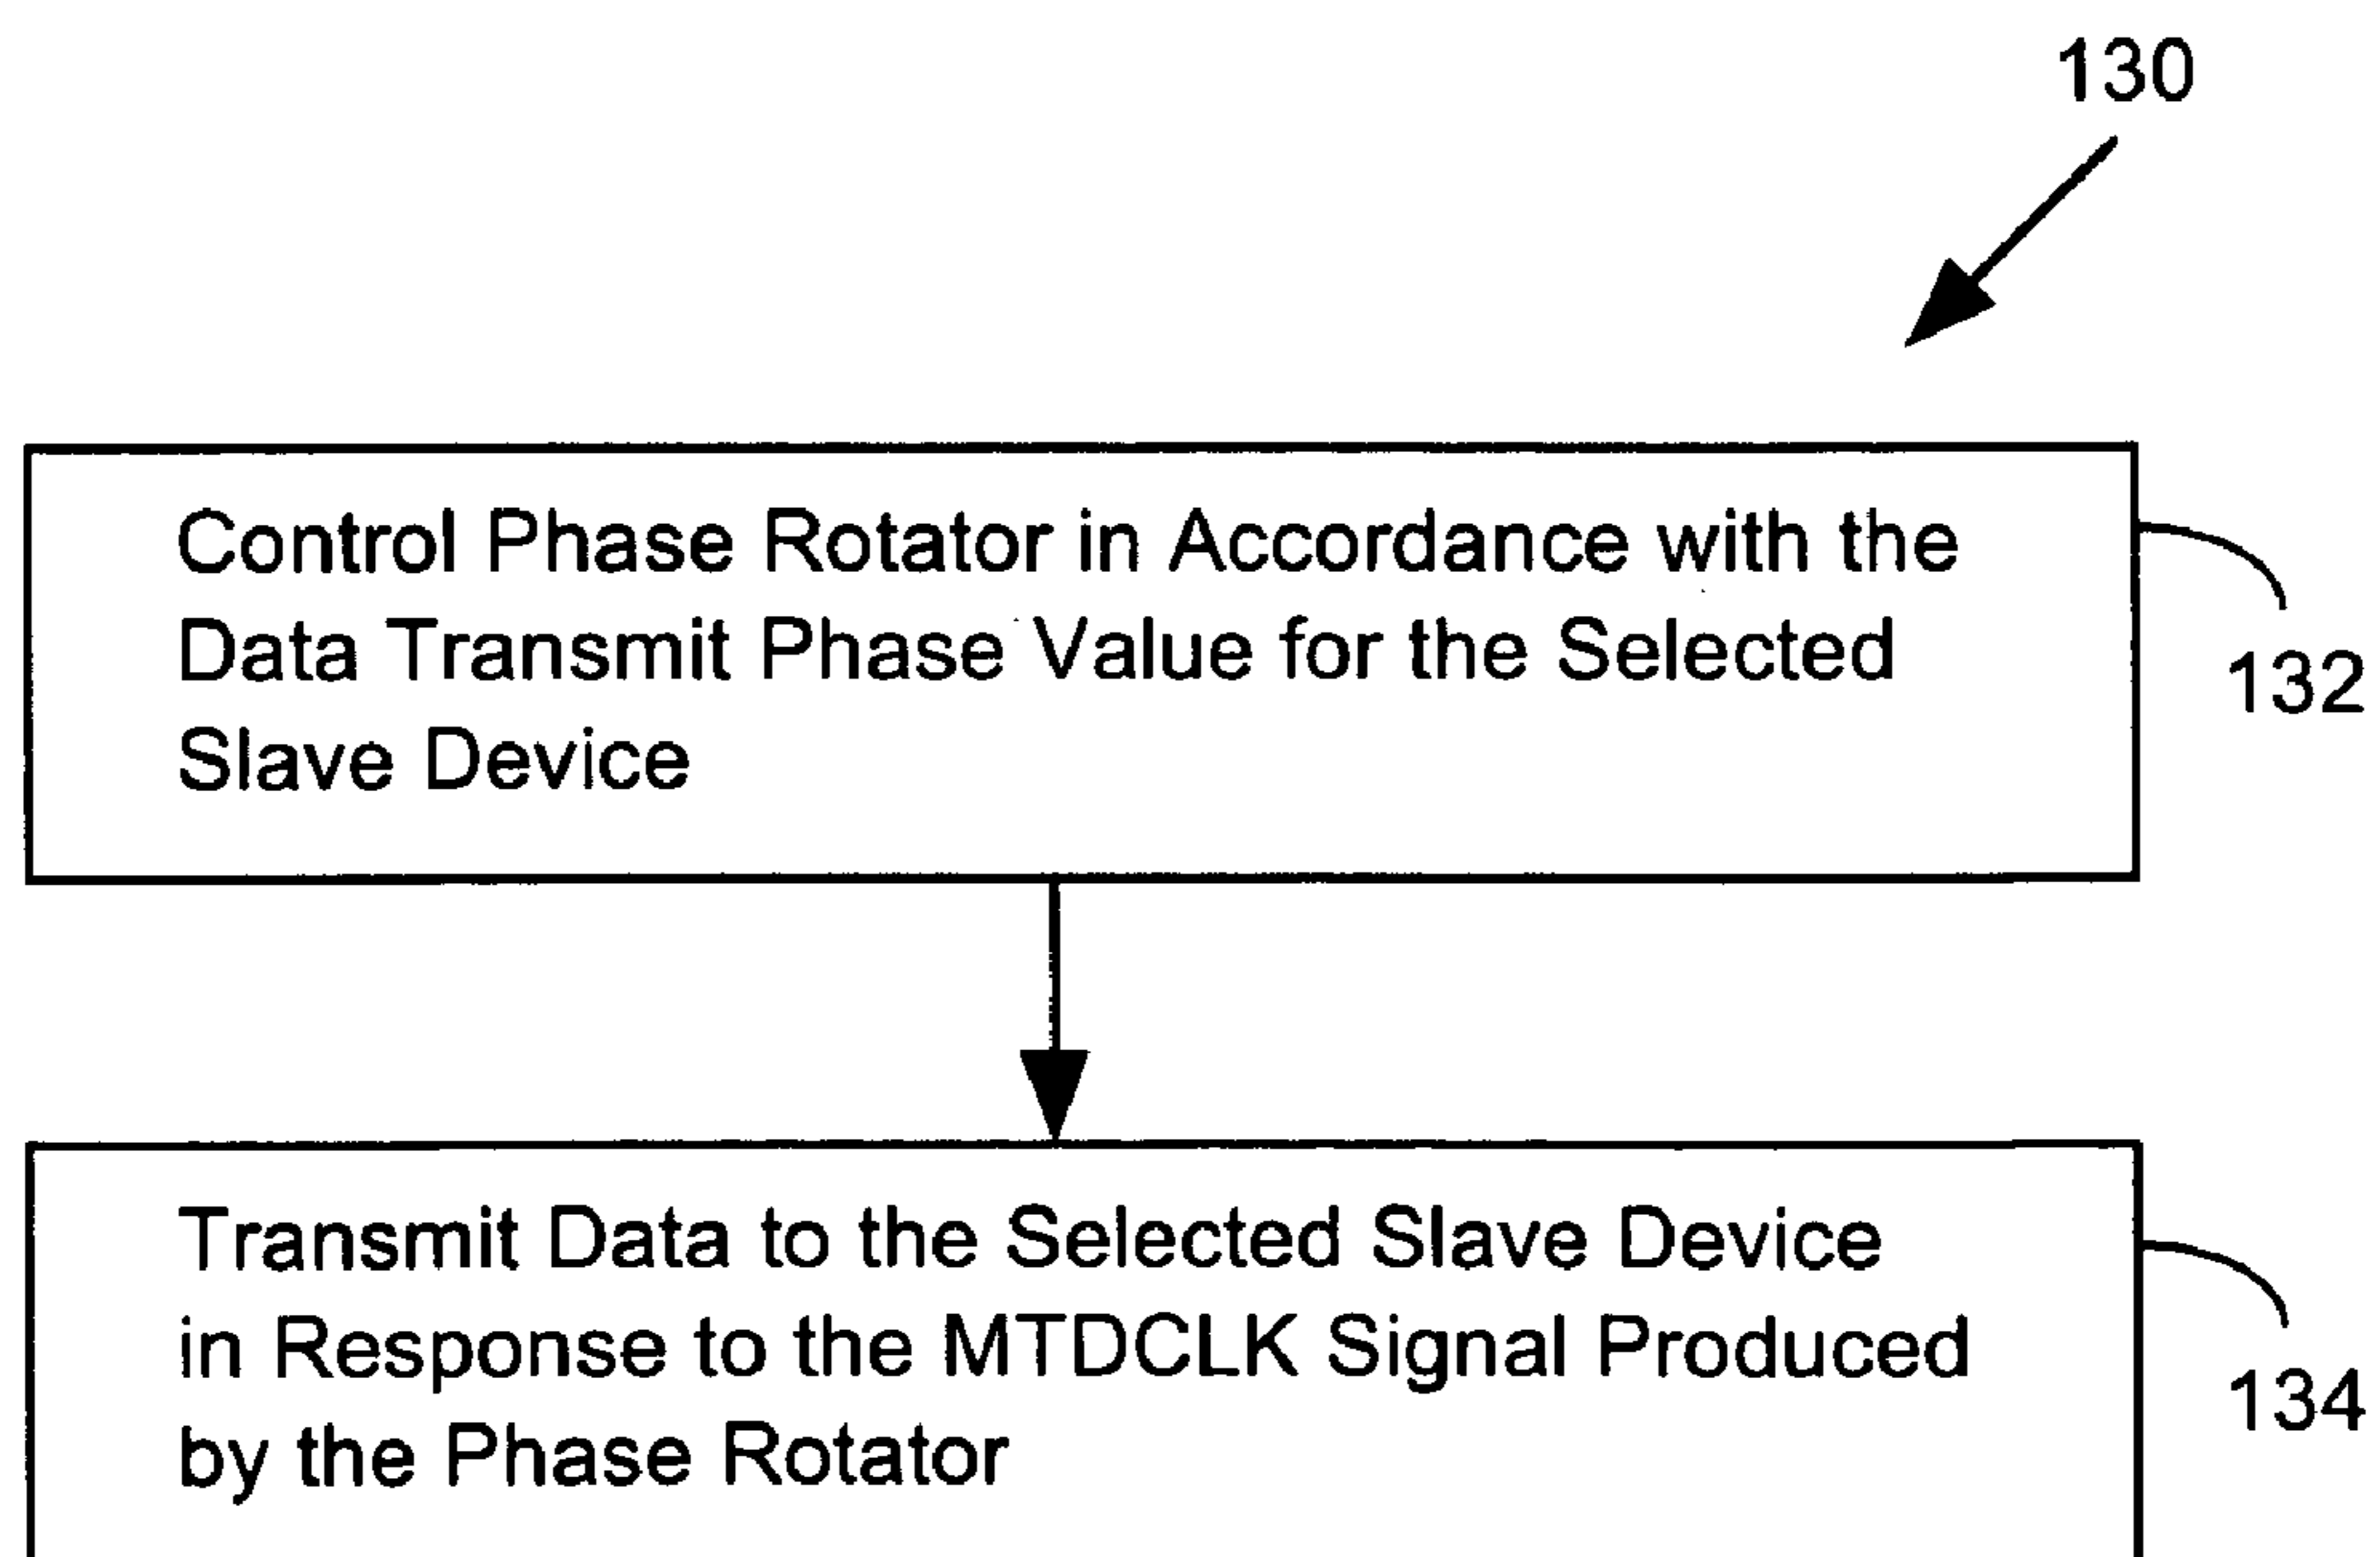 130
Control Phase Rotator in Accordance with the
Data Transmit Phase Value for the Selected
Slave Device
132
Transmit Data to the Selected Slave Device
in Response to the MTDCLK Signal Produced
by the Phase Rotator
134